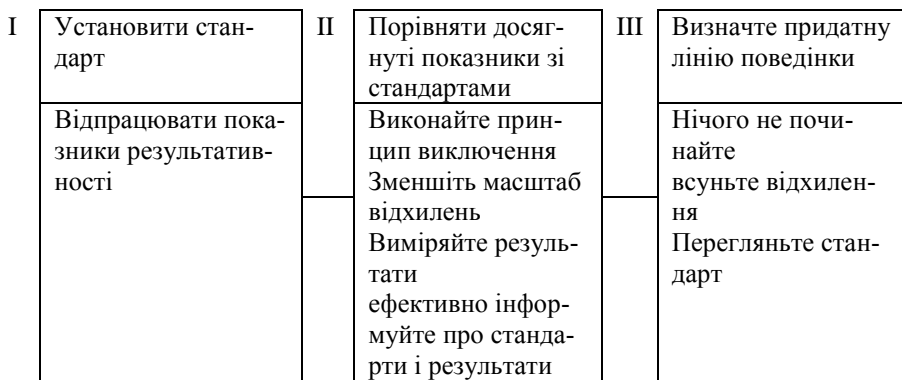 I
Установити стан-
дарт
Відпрацювати пока-
зники результатив-
ності
II
Порівняти досяг-
нуті показники зі
стандартами
Виконайте прин-
цип виключення
Зменшіть масштаб
відхилень
Виміряйте резуль-
тати
ефективно інфор-
муйте про станда-
рти і результати
III
Визначте придатну
лінію поведінки
Нічого не почи-
найте
всуньте відхилен-
ня
Перегляньте стан-
дарт